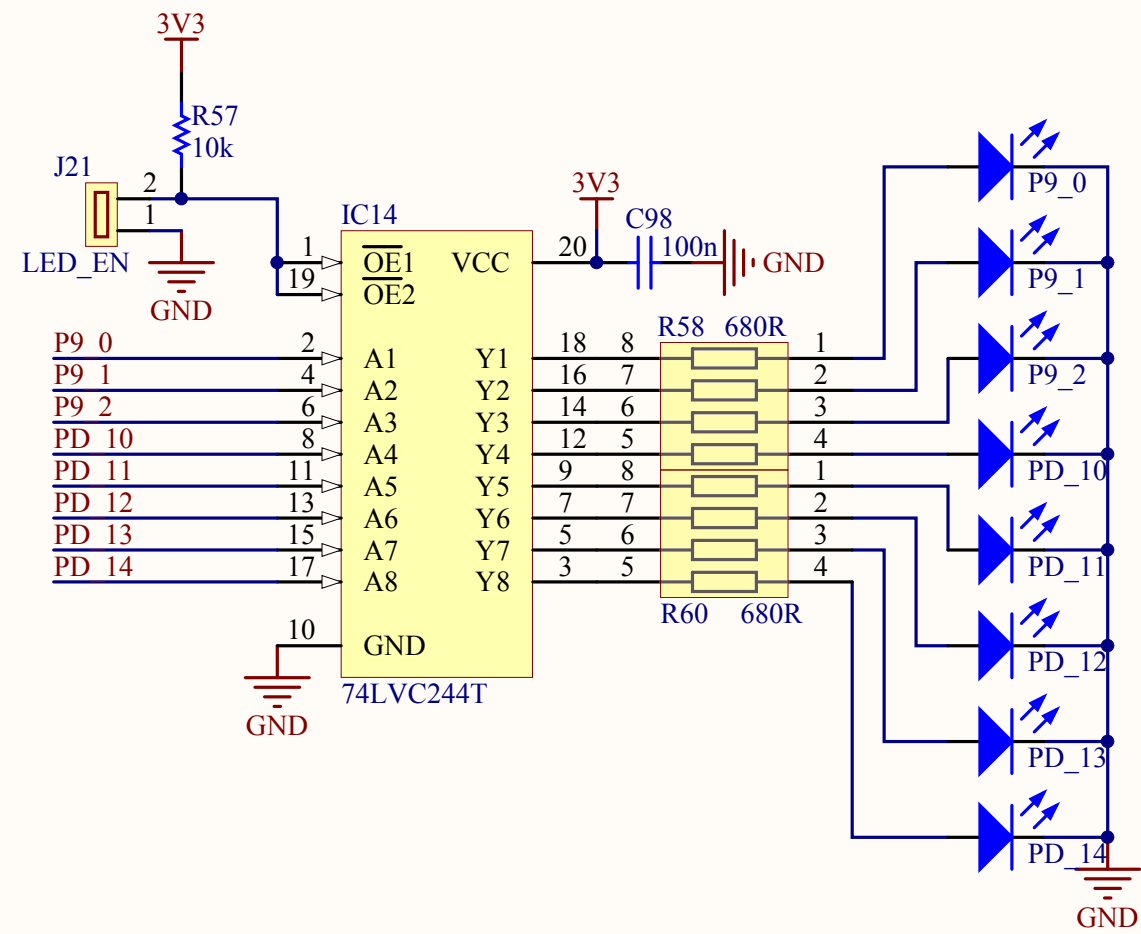 3V3
R57
10k
J21
2
1
LED_EN
GND
IC14
1
OE1
19
OE2
VCC
20
3V3
C98
100n
GND
P9_0
2
A1
Y1
18
8
R58 680R
1
P9_1
4
A2
Y2
16
7
2
P9_2
6
A3
Y3
14
6
3
PD_10
8
A4
Y4
12
5
4
PD_11
11
A5
Y5
9
8
1
PD_12
13
A6
Y6
7
7
2
PD_13
15
A7
Y7
5
6
3
PD_14
17
A8
Y8
3
5
4
R60 680R
10
GND
GND
74LVC244T
P9_0
P9_1
P9_2
PD_10
PD_11
PD_12
PD_13
PD_14
GND